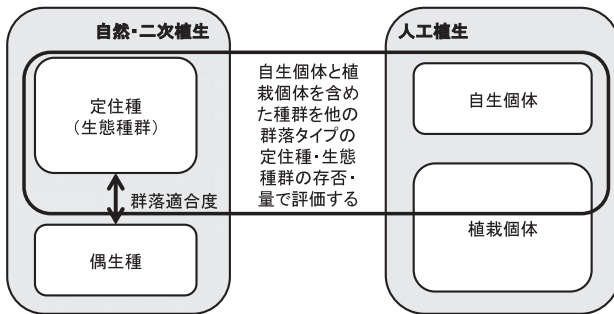 自然・二次植生
定住種
（生態種群）
群落適合度
偶生種
自生個体と植
栽個体を含め
た種群を他の
群落タイプの
定住種・生態
種群の存否・
量で評価する
人工植生
自生個体
植栽個体